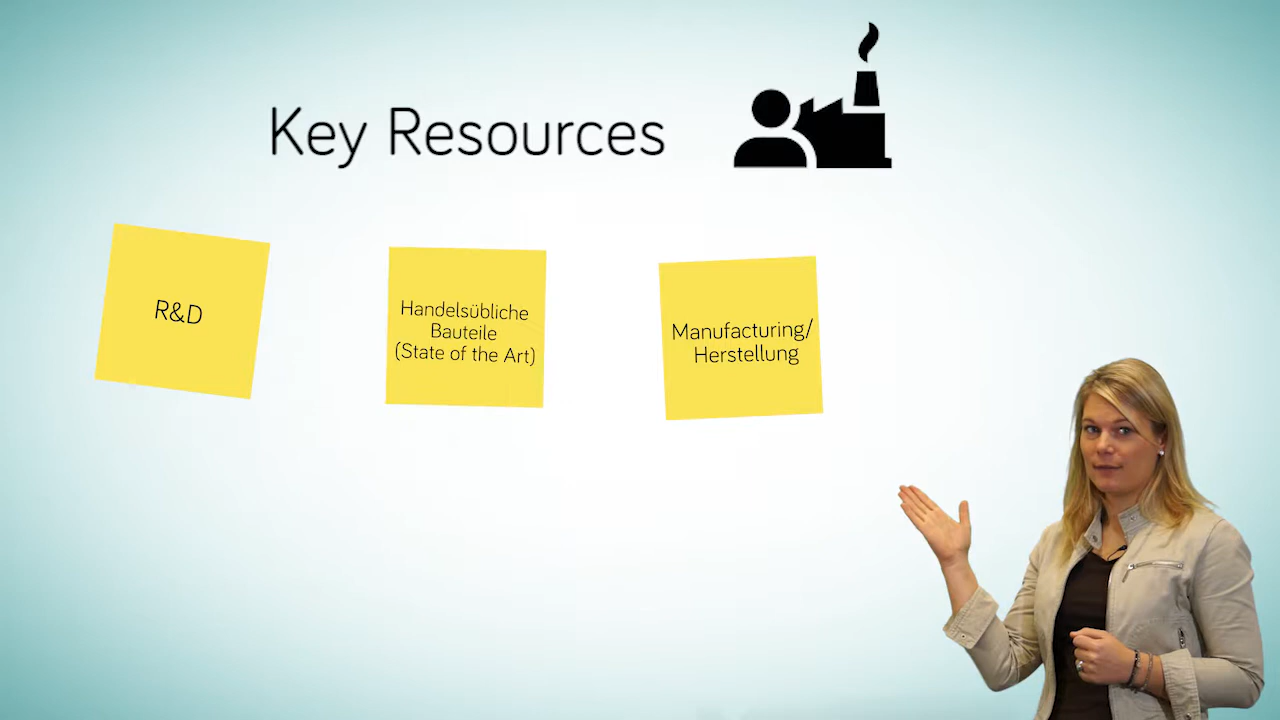 Key Resources
R&D
Handelsübliche
Bauteile
(State of the Art)
Manufacturing/
Herstellung